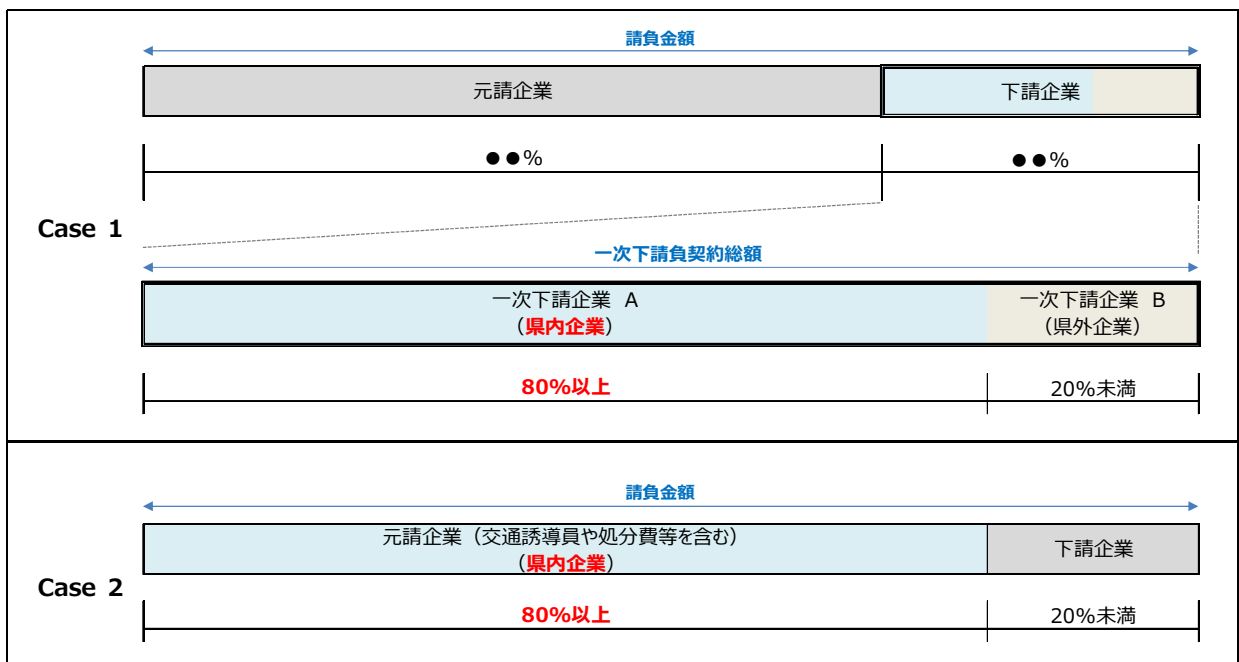 請負金額
元請企業
下請企業
●●%
●●%
Case 1
一次下請負契約総額
一次下請企業 A
（県内企業）
一次下請企業 B
（県外企業）
80%以上
20%未満
請負金額
元請企業（交通誘導員や処分費等を含む）
（県内企業）
下請企業
Case 2
80%以上
20%未満